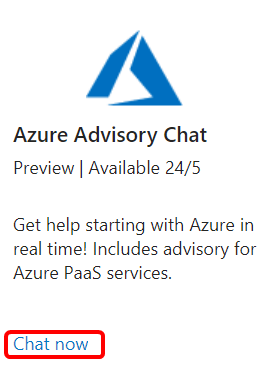 Azure Advisory Chat
Preview | Available 24/5
Get help starting with Azure in
real time! Includes advisory for
Azure PaaS services.
Chat now